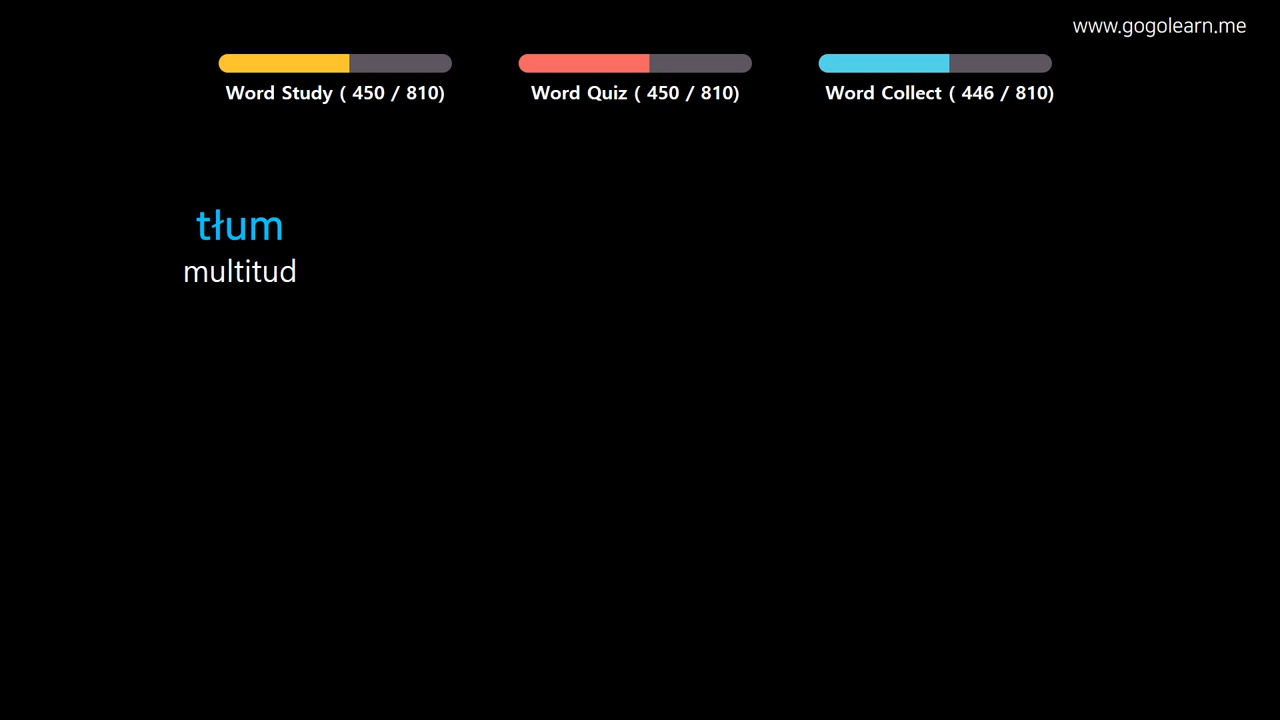 www.gogolearn.me
Word Study ( 450 / 810)
Word Quiz ( 450 / 810)
Word Collect ( 446 / 810)
tłum
multitud